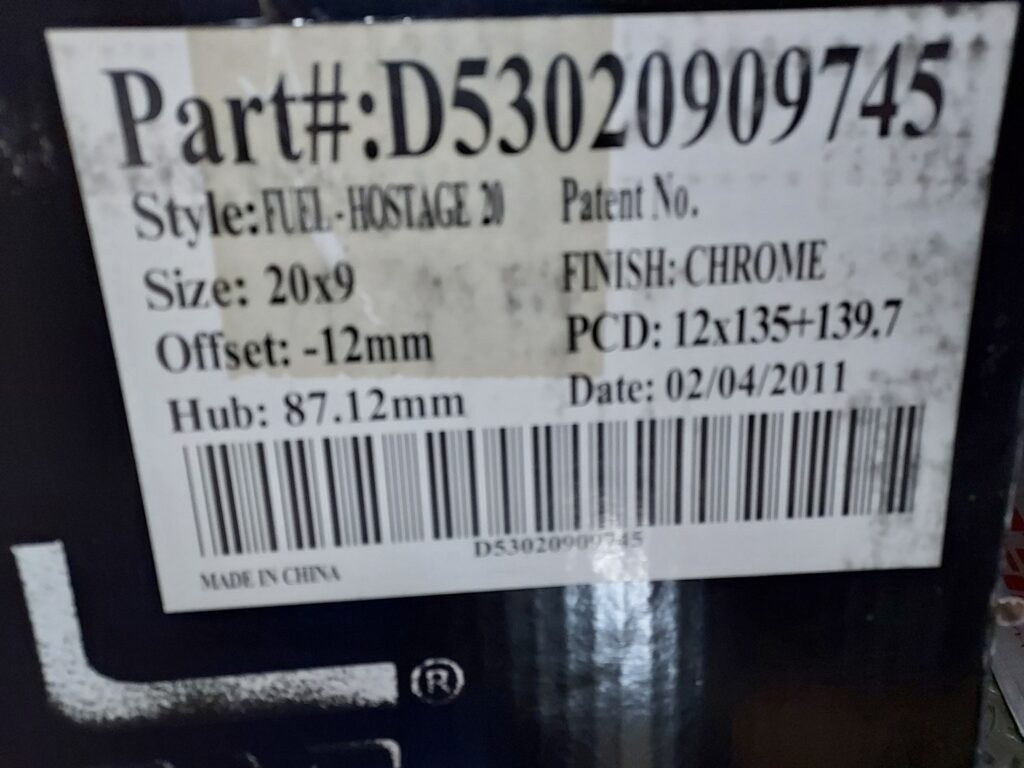 Part#:D53020909745
Style:FUEL-HOSTAGE 20 Patent No.
Size: 20x9 FINISH: CHROME
Offset: -12mm PCD: 12x135+139.7
Hub: 87.12mm Date: 02/04/2011
D53020909745
MADE IN CHINA
®